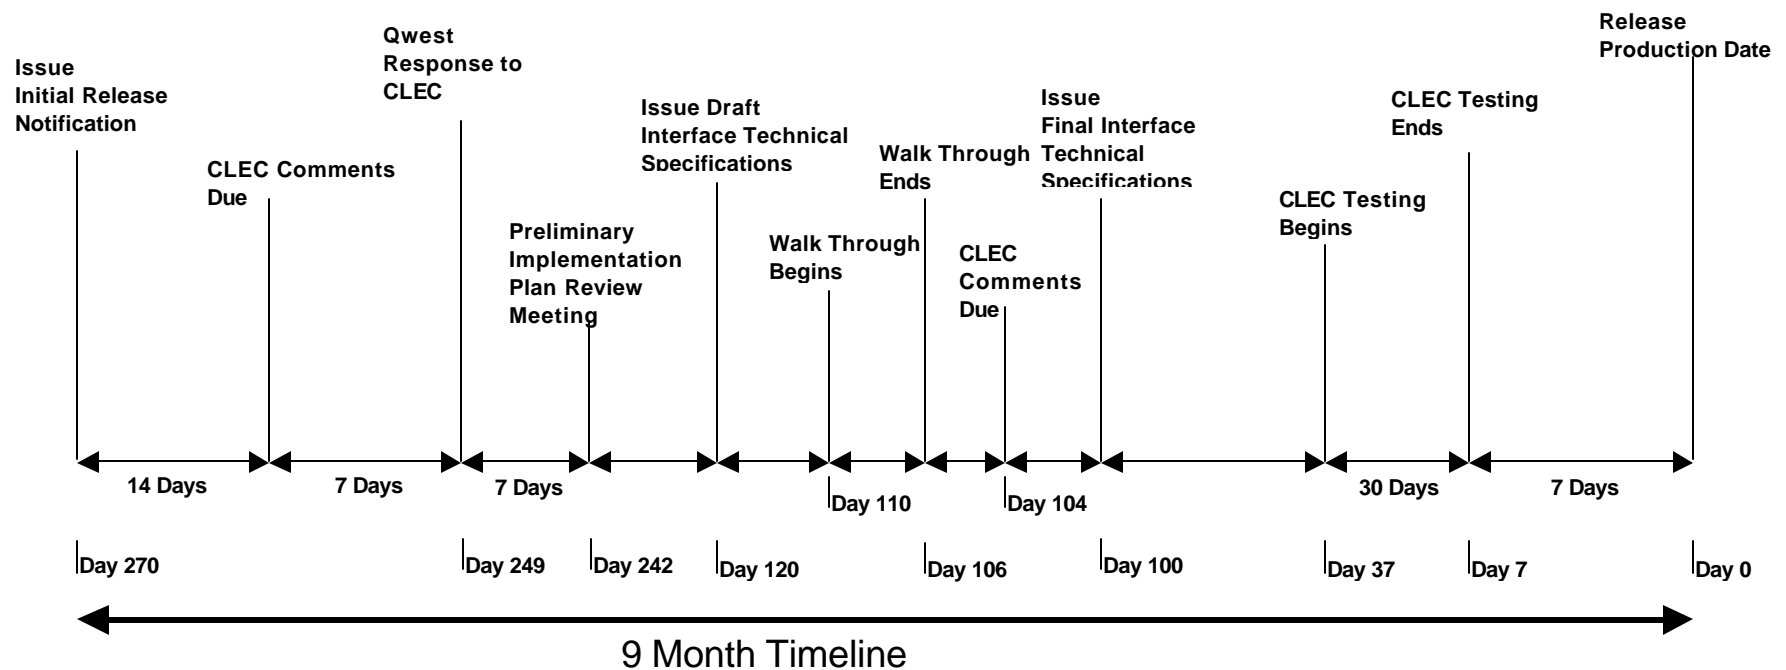 Issue
Initial Release
Notification
CLEC Comments
Due
Qwest
Response to
CLEC
Preliminary
Implementation
Plan Review
Meeting
Issue Draft
Interface Technical
Specifications
Walk Through
Begins
Walk Through
Ends
CLEC
Comments
Due
Issue
Final Interface
Technical
Specifications
CLEC Testing
Begins
CLEC Testing
Ends
Release
Production Date
14 Days
7 Days
7 Days
30 Days
7 Days
Day 110
Day 104
Day 270
Day 249
Day 242
Day 120
Day 106
Day 100
Day 37
Day 7
Day 0
9 Month Timeline